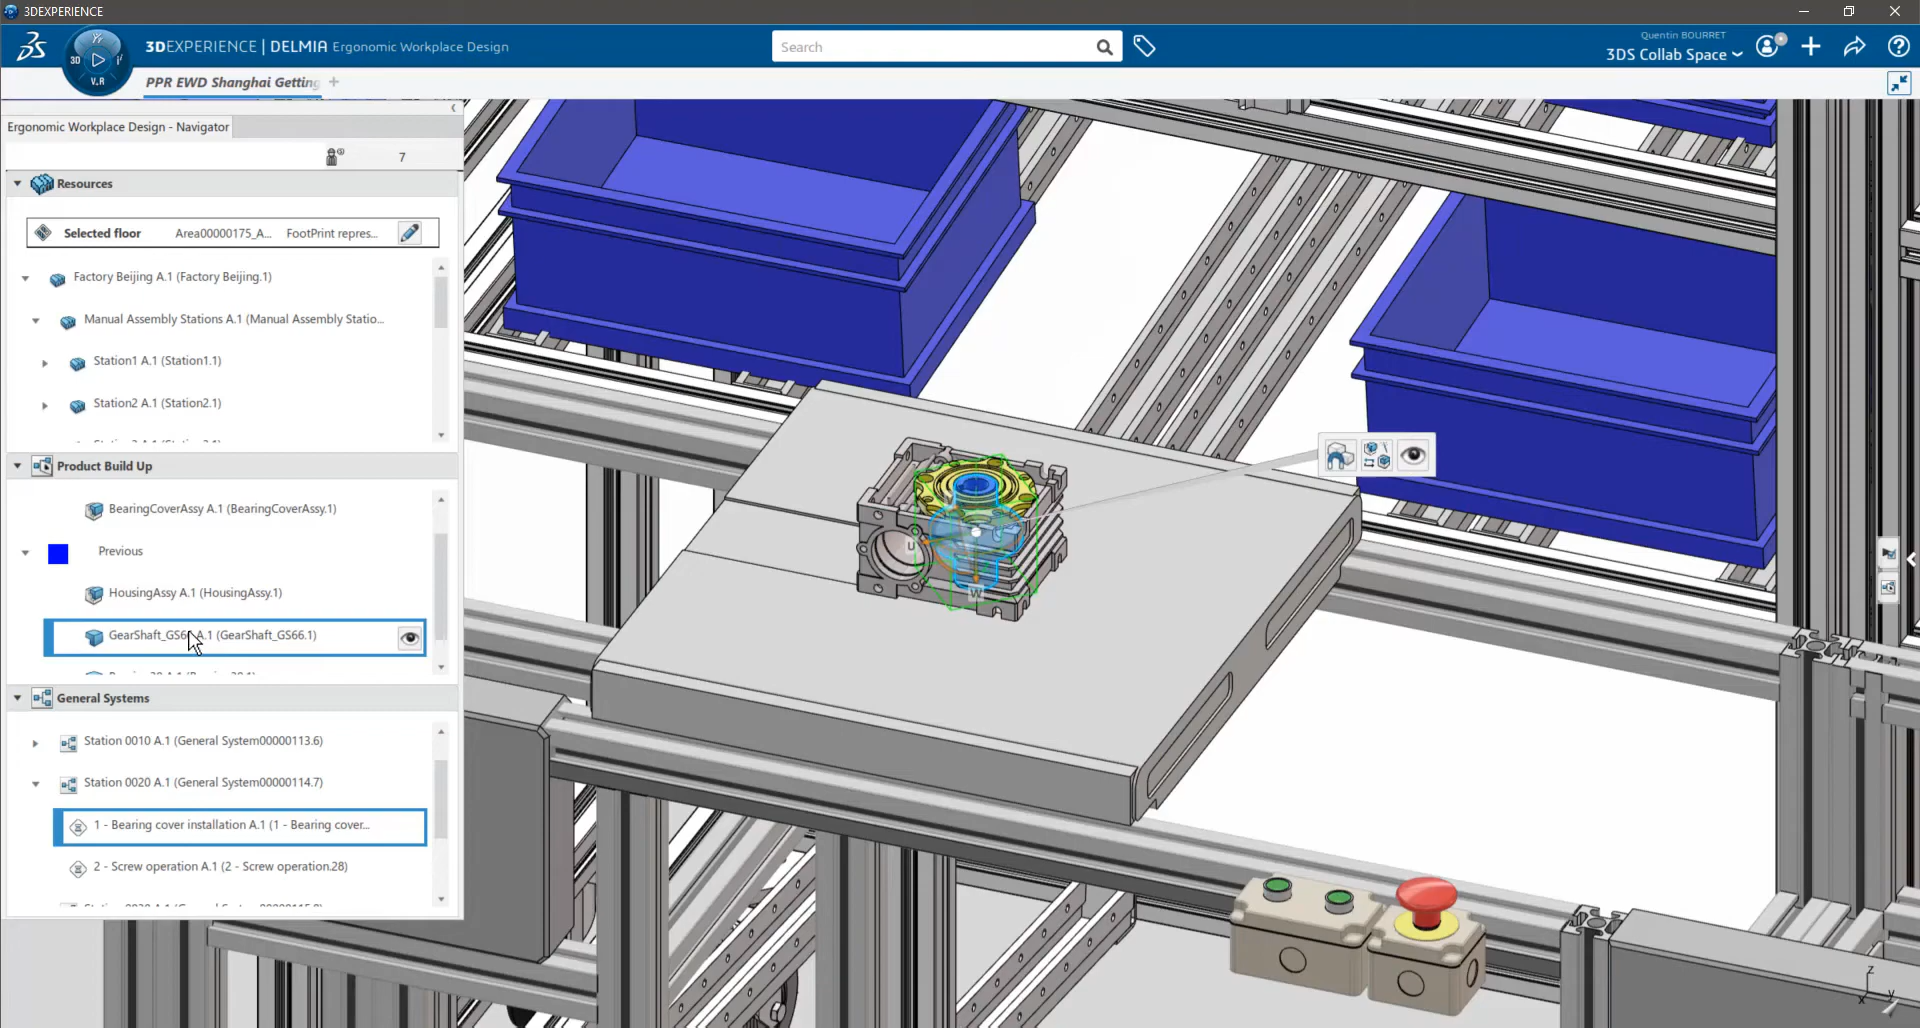 3DEXPERIENCE
3DEXPERIENCE | DELMIA Ergonomic Workplace Design
Search
Quentin BOURRET
3DS Collab Space
3D
V.R
PPR EWD Shanghai Getting
Ergonomic Workplace Design - Navigator
7
Resources
Selected floor Area00000175_A... FootPrint repres...
Factory Beijing A.1 (Factory Beijing.1)
Manual Assembly Stations A.1 (Manual Assembly Statio...
Station1 A.1 (Station1.1)
Station2 A.1 (Station2.1)
Product Build Up
BearingCoverAssy A.1 (BearingCoverAssy.1)
Previous
HousingAssy A.1 (HousingAssy.1)
GearShaft_GS66 A.1 (GearShaft_GS66.1)
General Systems
Station 0010 A.1 (General System00000113.6)
Station 0020 A.1 (General System00000114.7)
1 - Bearing cover installation A.1 (1 - Bearing cover...
2 - Screw operation A.1 (2 - Screw operation.28)
U
W
Z
X
Y